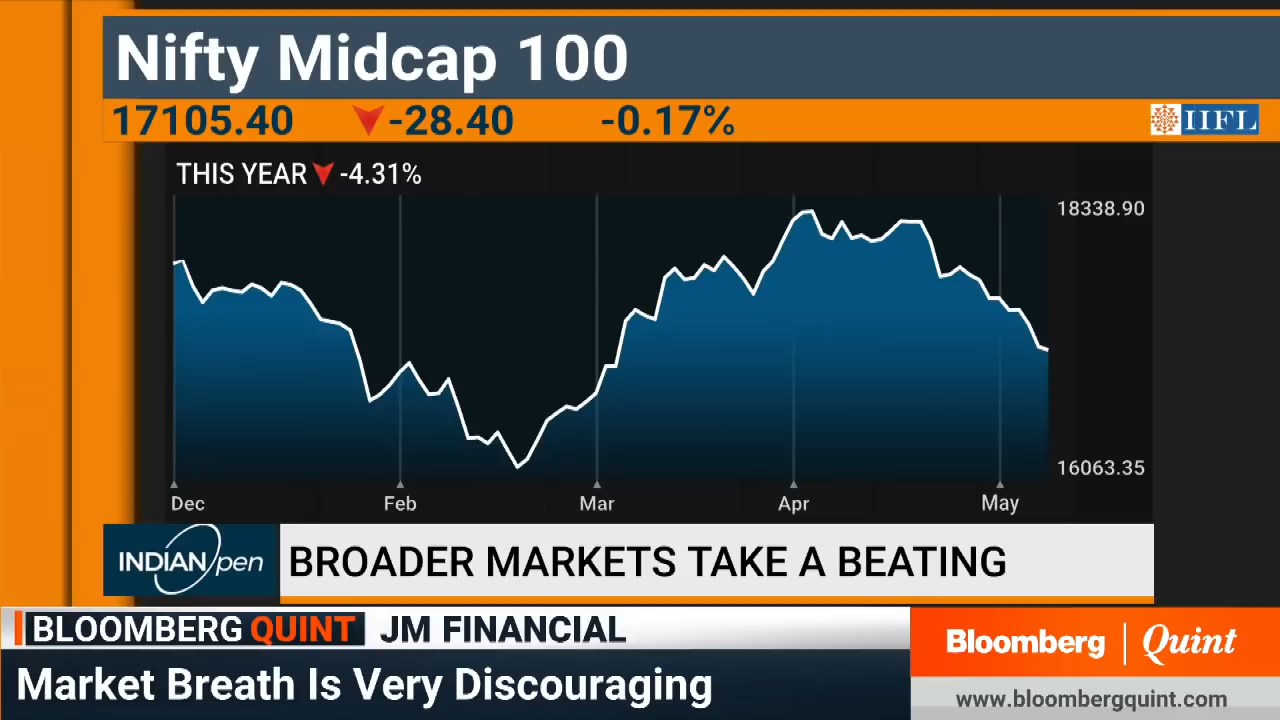 Nifty Midcap 100
17105.40 -28.40 -0.17%
IIFL
THIS YEAR -4.31%
18338.90
16063.35
Dec Feb Mar Apr May
INDIAN Open
BROADER MARKETS TAKE A BEATING
BLOOMBERG QUINT JM FINANCIAL
Market Breath Is Very Discouraging
Bloomberg | Quint
www.bloombergquint.com